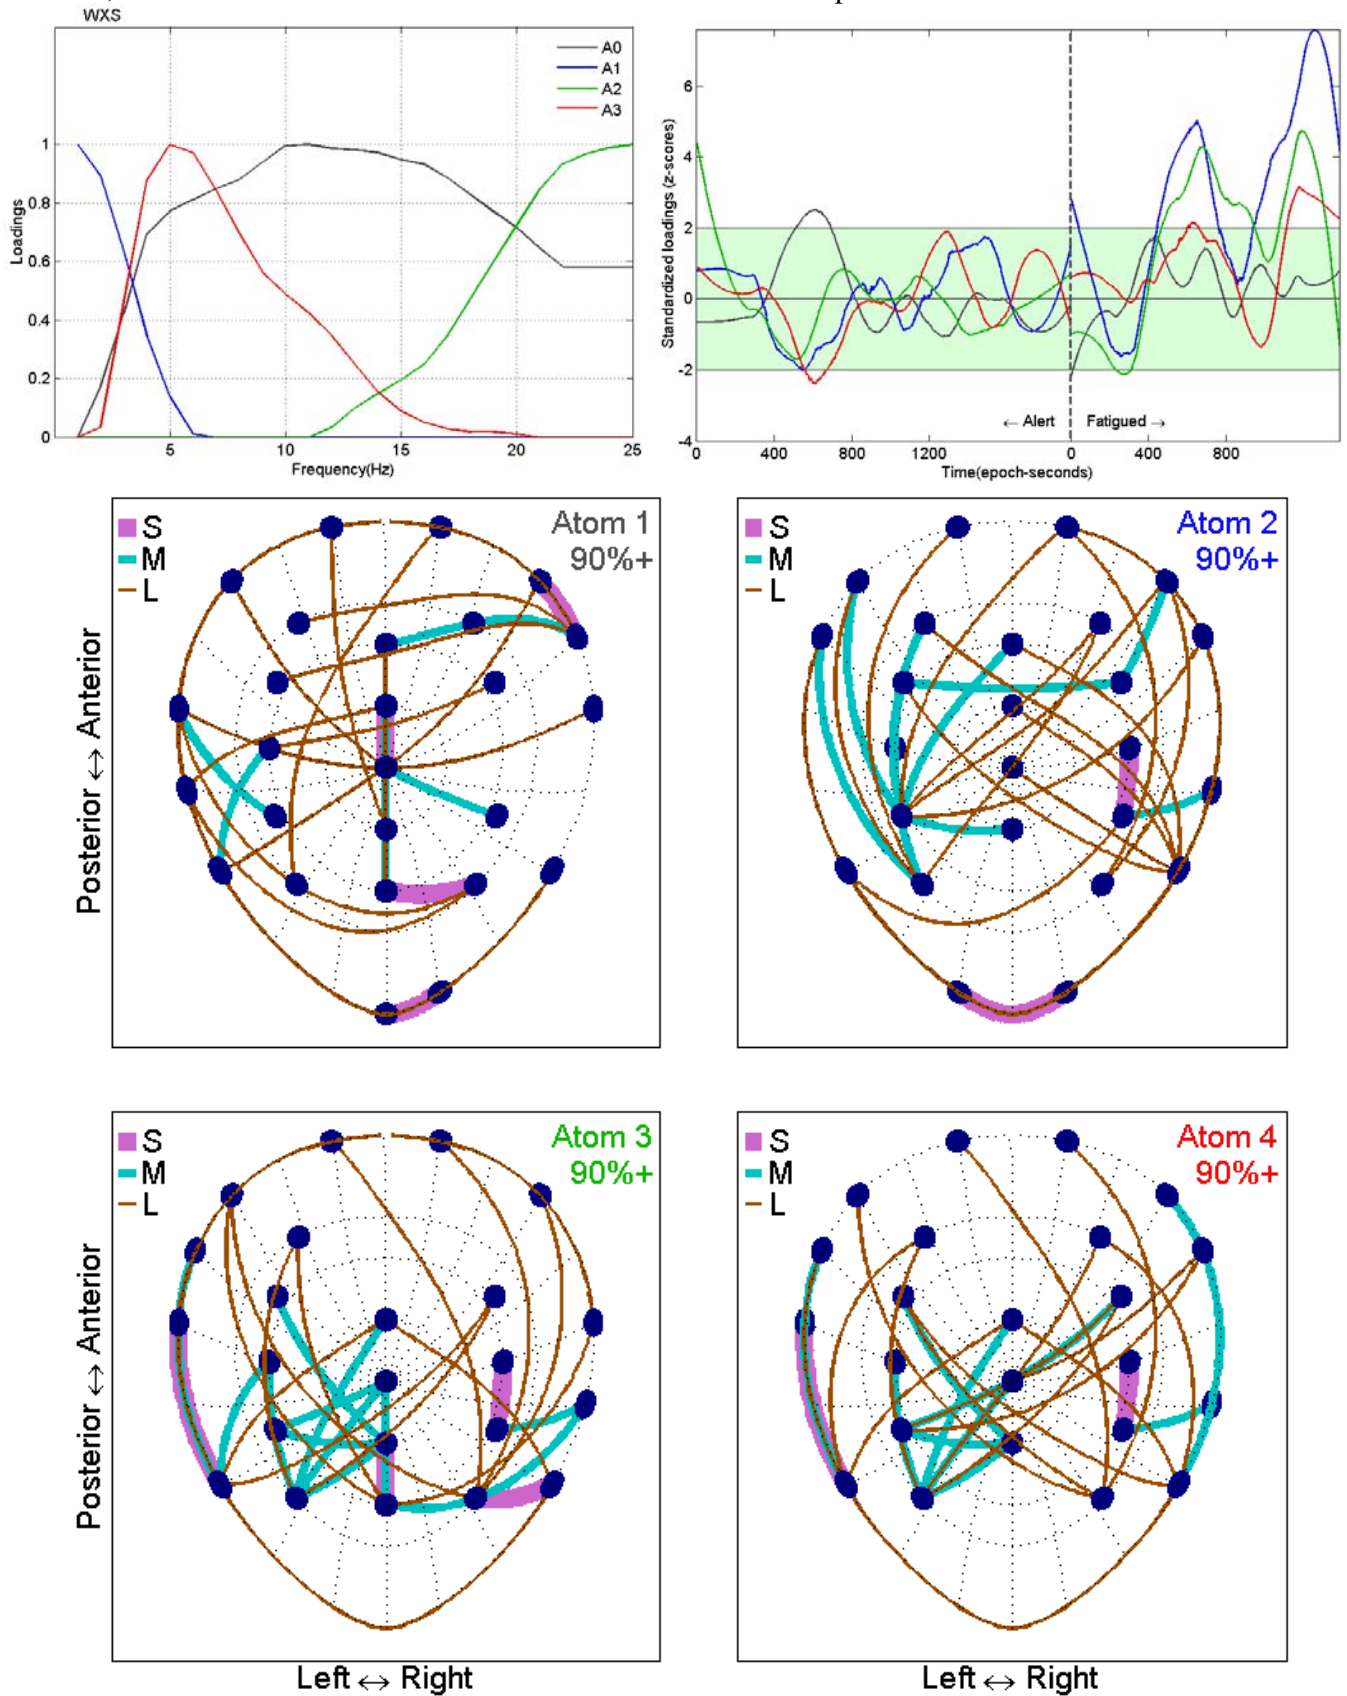 WXS
A0
A1
A2
A3
Loadings
1
0.8
0.6
0.4
0.2
0
5
10
15
20
25
Frequency(Hz)
Standardized loadings (z-scores)
6
4
2
0
-2
-4
← Alert
Fatigued →
0
400
800
1200
0
400
800
Time(epoch-seconds)
S
M
L
Atom 1
90%+
Posterior ↔ Anterior
S
M
L
Atom 2
90%+
S
M
L
Atom 3
90%+
Posterior ↔ Anterior
Left ↔ Right
S
M
L
Atom 4
90%+
Left ↔ Right